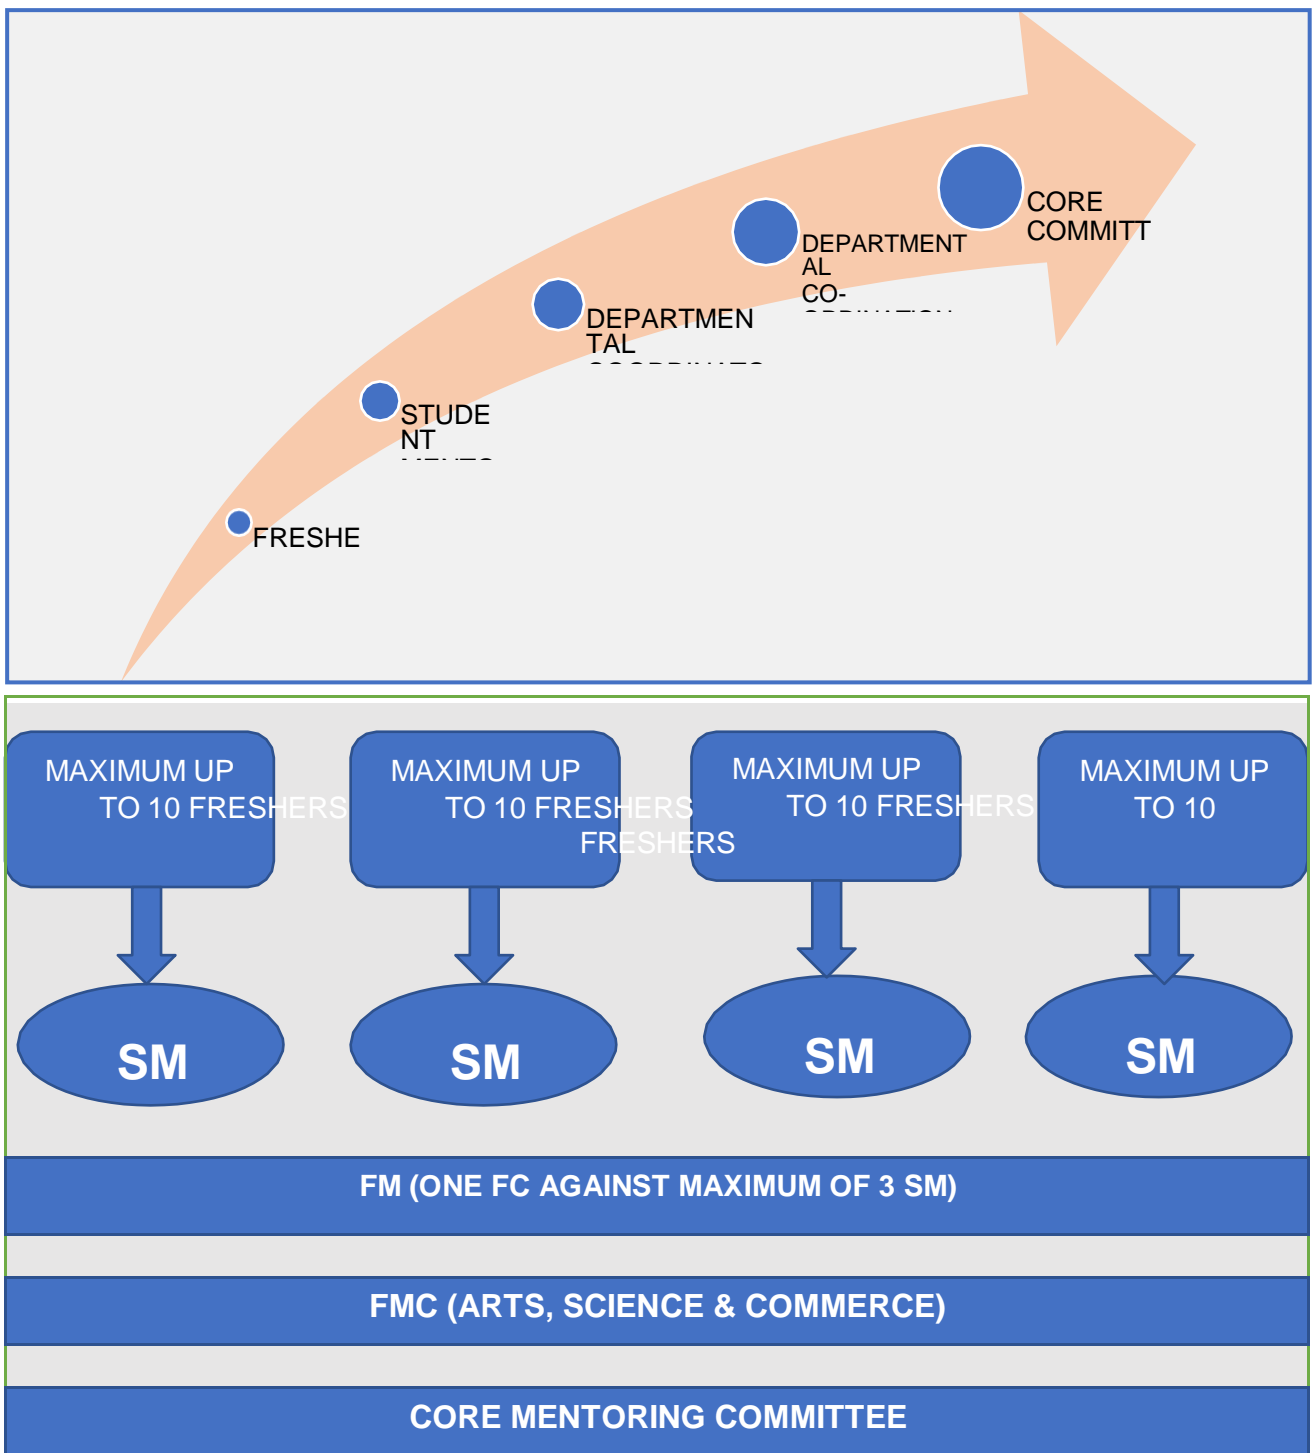 CORE
COMMITT
DEPARTMENT
AL
CO-
DEPARTMEN
TAL
STUDE
NT
FRESHE
MAXIMUM UP
TO 10 FRESHERS
MAXIMUM UP
TO 10 FRESHERS
FRESHERS
MAXIMUM UP
TO 10 FRESHERS
MAXIMUM UP
TO 10
SM
SM
SM
SM
FM (ONE FC AGAINST MAXIMUM OF 3 SM)
FMC (ARTS, SCIENCE & COMMERCE)
CORE MENTORING COMMITTEE